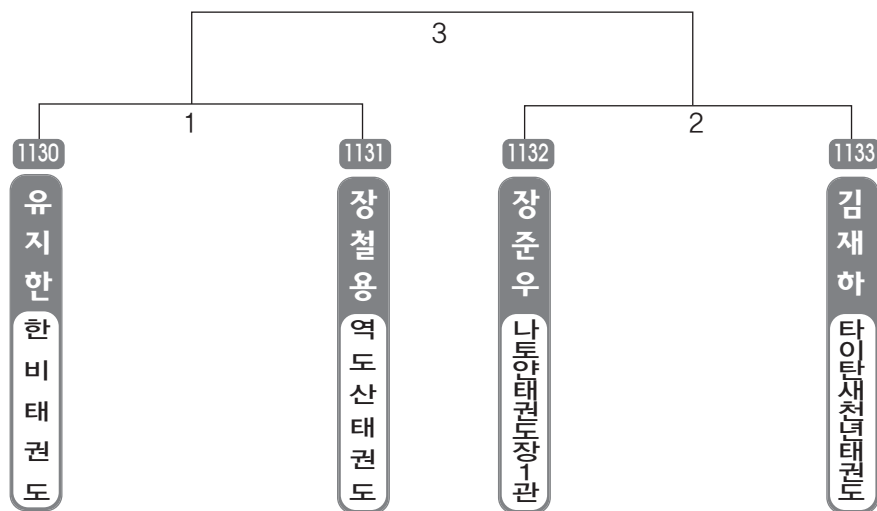 3
1
2
1130
1131
1132
1133
유지한
장철용
장준우
김재하
한비태권도
역도산태권도
나토얀태권도장1관
타이탄새천년태권도